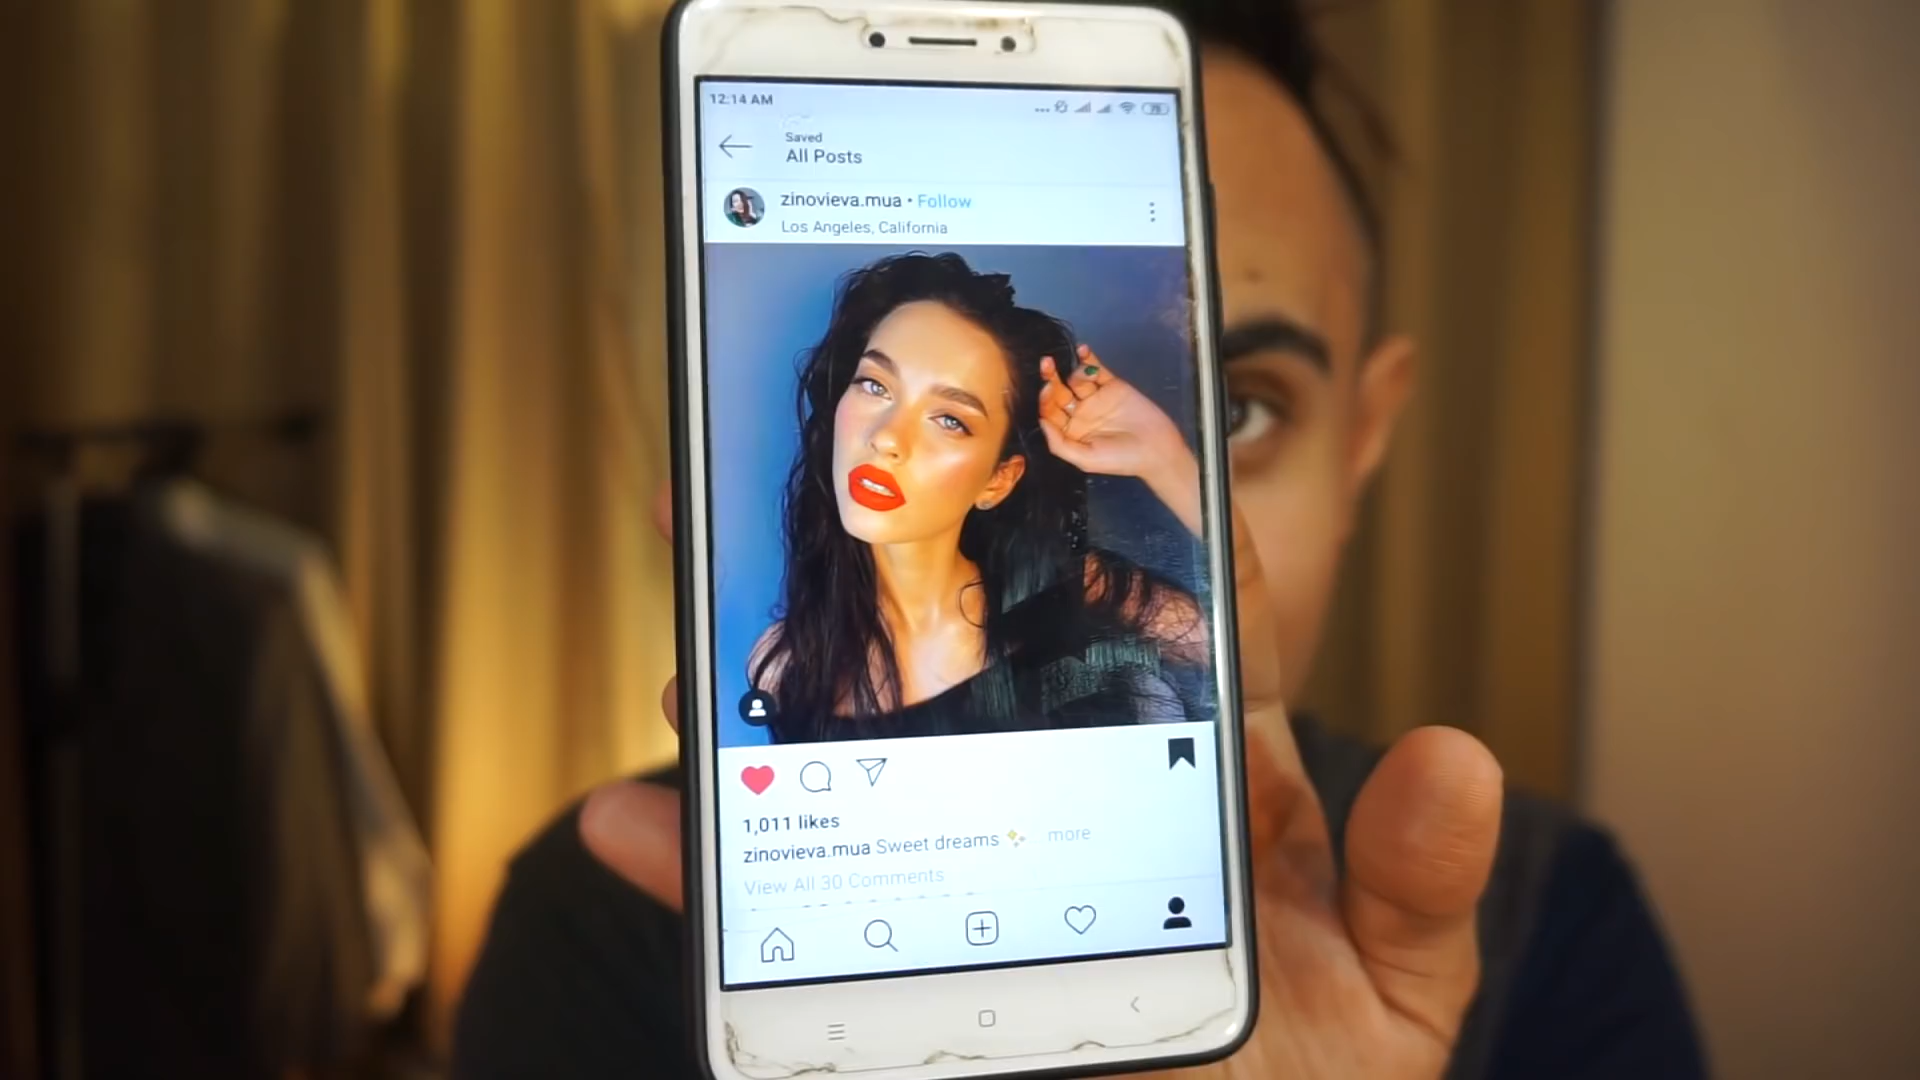 12:14 AM
Saved
All Posts
zinovieva.mua • Follow
Los Angeles, California
1,011 likes
zinovieva.mua Sweet dreams ✨ more
View All 30 Comments